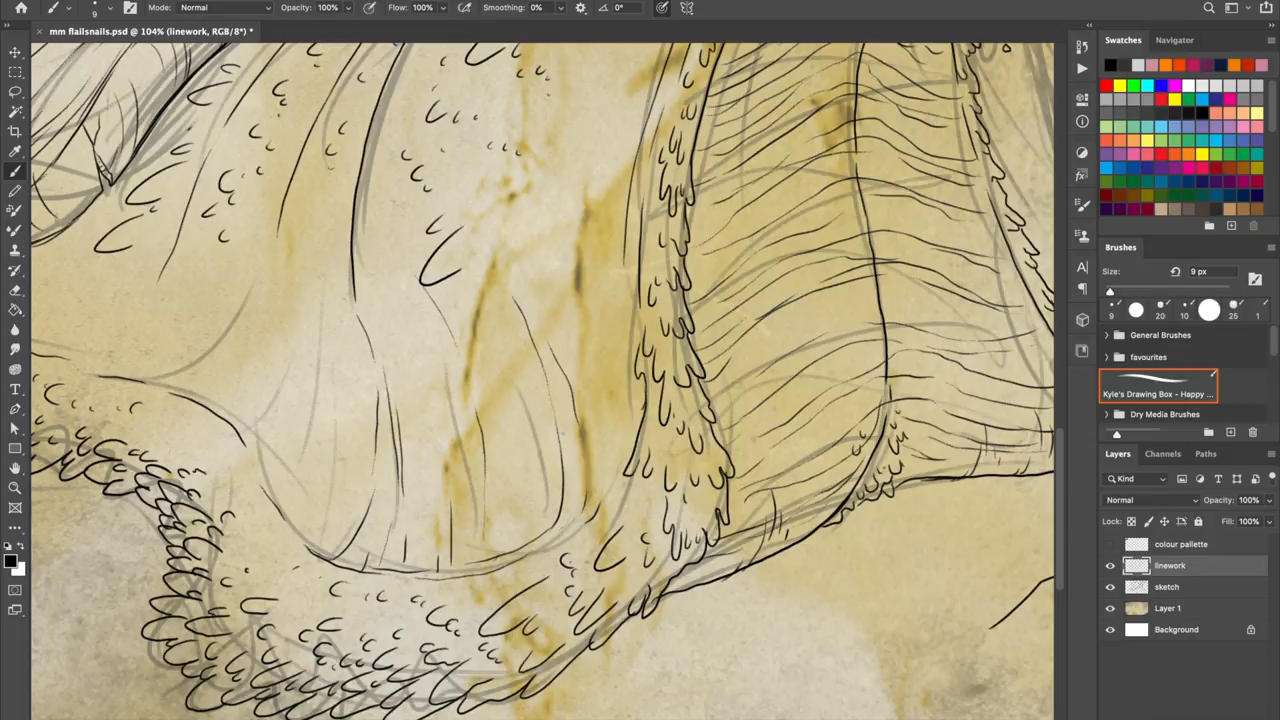 9
Mode: Normal Opacity: 100% Flow: 100% Smoothing: 0% 0°
mm flailsnails.psd @ 104% (linework, RGB/8*) *
Swatches Navigator
Brushes
Size: 9 px
9 20 10 25 1
General Brushes
favourites
Kyle's Drawing Box - Happy ...
Dry Media Brushes
Layers Channels Paths
Kind
Normal Opacity: 100%
Lock: Fill: 100%
colour pallette
linework
sketch
Layer 1
Background